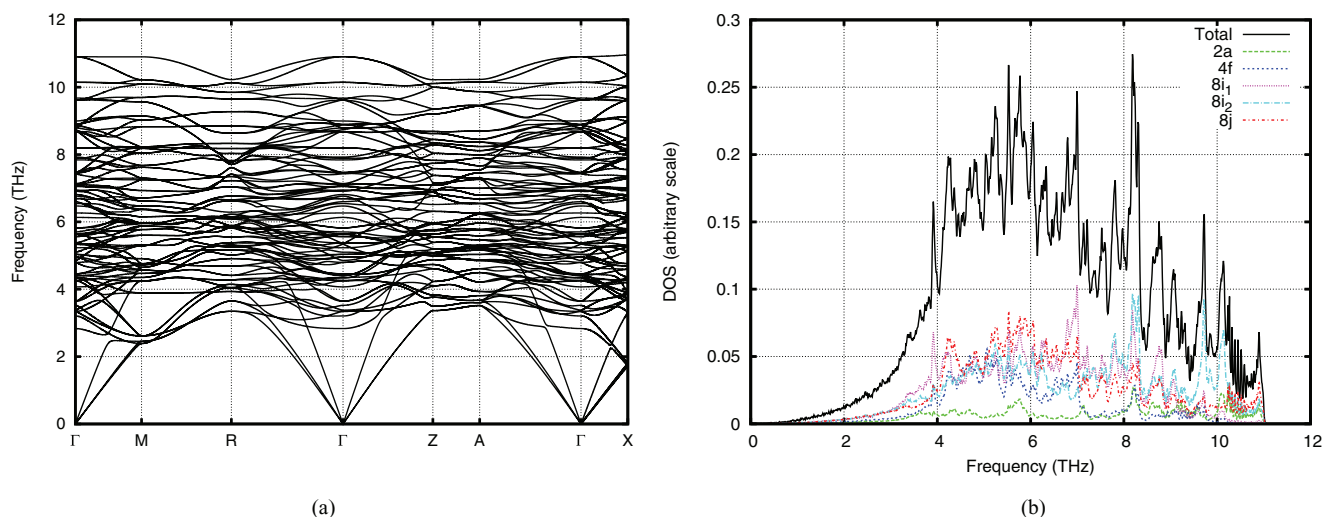 12
10
8
6
4
2
0
Frequency (THz)
Γ M R Γ Z A Γ X
(a)
0.3
0.25
0.2
0.15
0.1
0.05
0
DOS (arbitrary scale)
Total
2a
4f
8i₁
8i₂
8j
0 2 4 6 8 10 12
Frequency (THz)
(b)